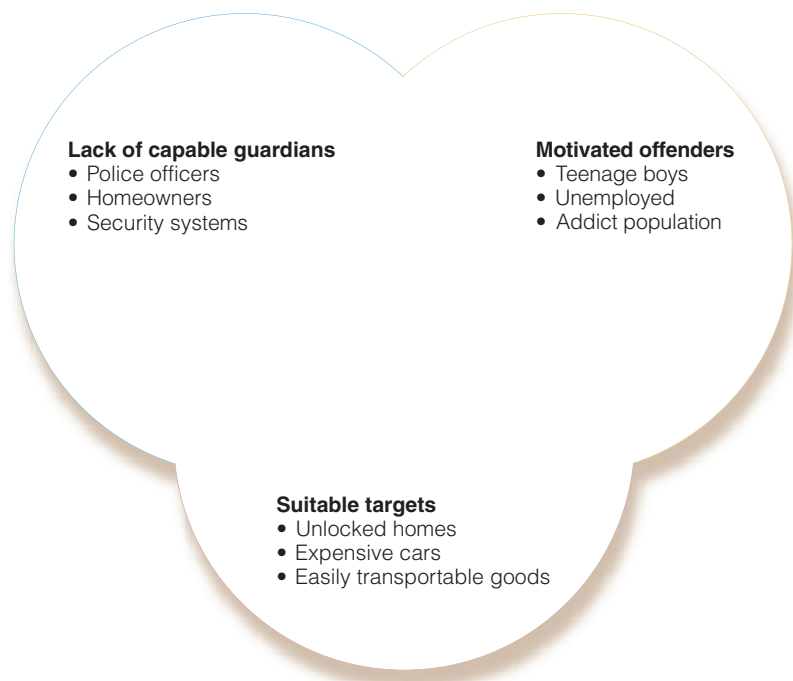 Lack of capable guardians
• Police officers
• Homeowners
• Security systems
Motivated offenders
• Teenage boys
• Unemployed
• Addict population
Suitable targets
• Unlocked homes
• Expensive cars
• Easily transportable goods